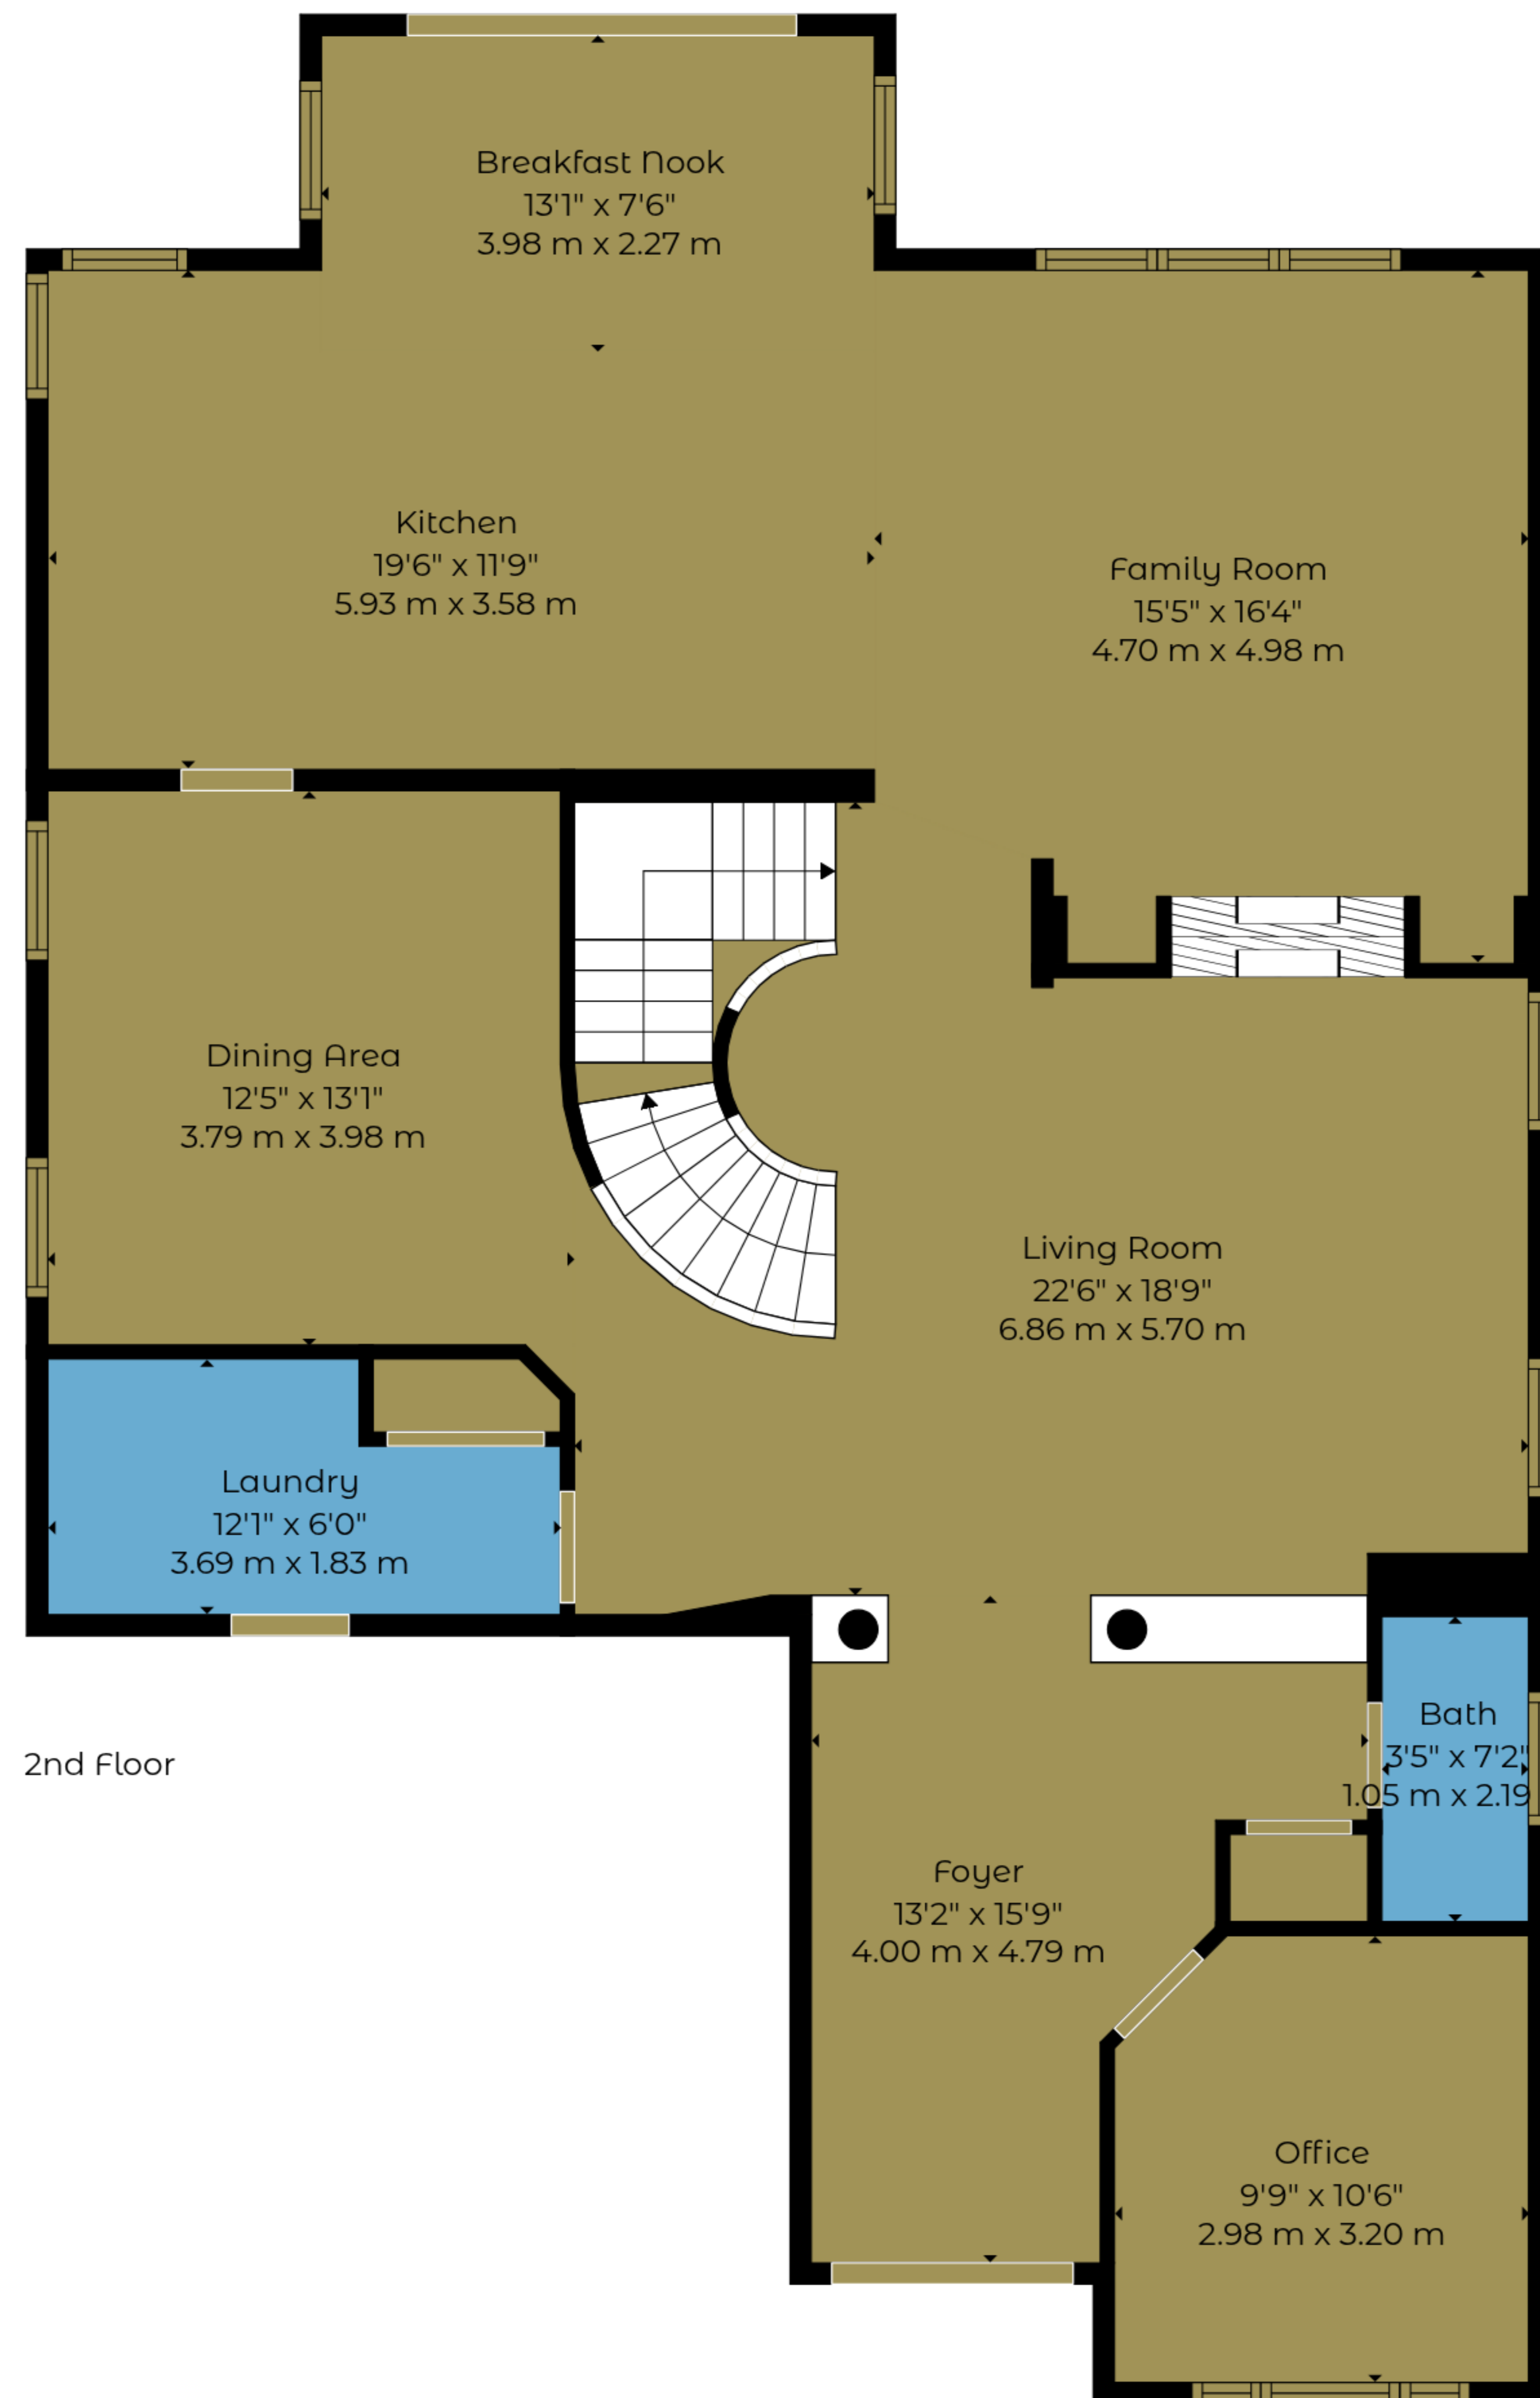 Breakfast Nook
13'1" x 7'6"
3.98 m x 2.27 m
Kitchen
19'6" x 11'9"
5.93 m x 3.58 m
Family Room
15'5" x 16'4"
4.70 m x 4.98 m
Dining Area
12'5" x 13'1"
3.79 m x 3.98 m
Living Room
22'6" x 18'9"
6.86 m x 5.70 m
Laundry
12'1" x 6'0"
3.69 m x 1.83 m
Bath
3'5" x 7'2"
1.05 m x 2.19
2nd Floor
Foyer
13'2" x 15'9"
4.00 m x 4.79 m
Office
9'9" x 10'6"
2.98 m x 3.20 m